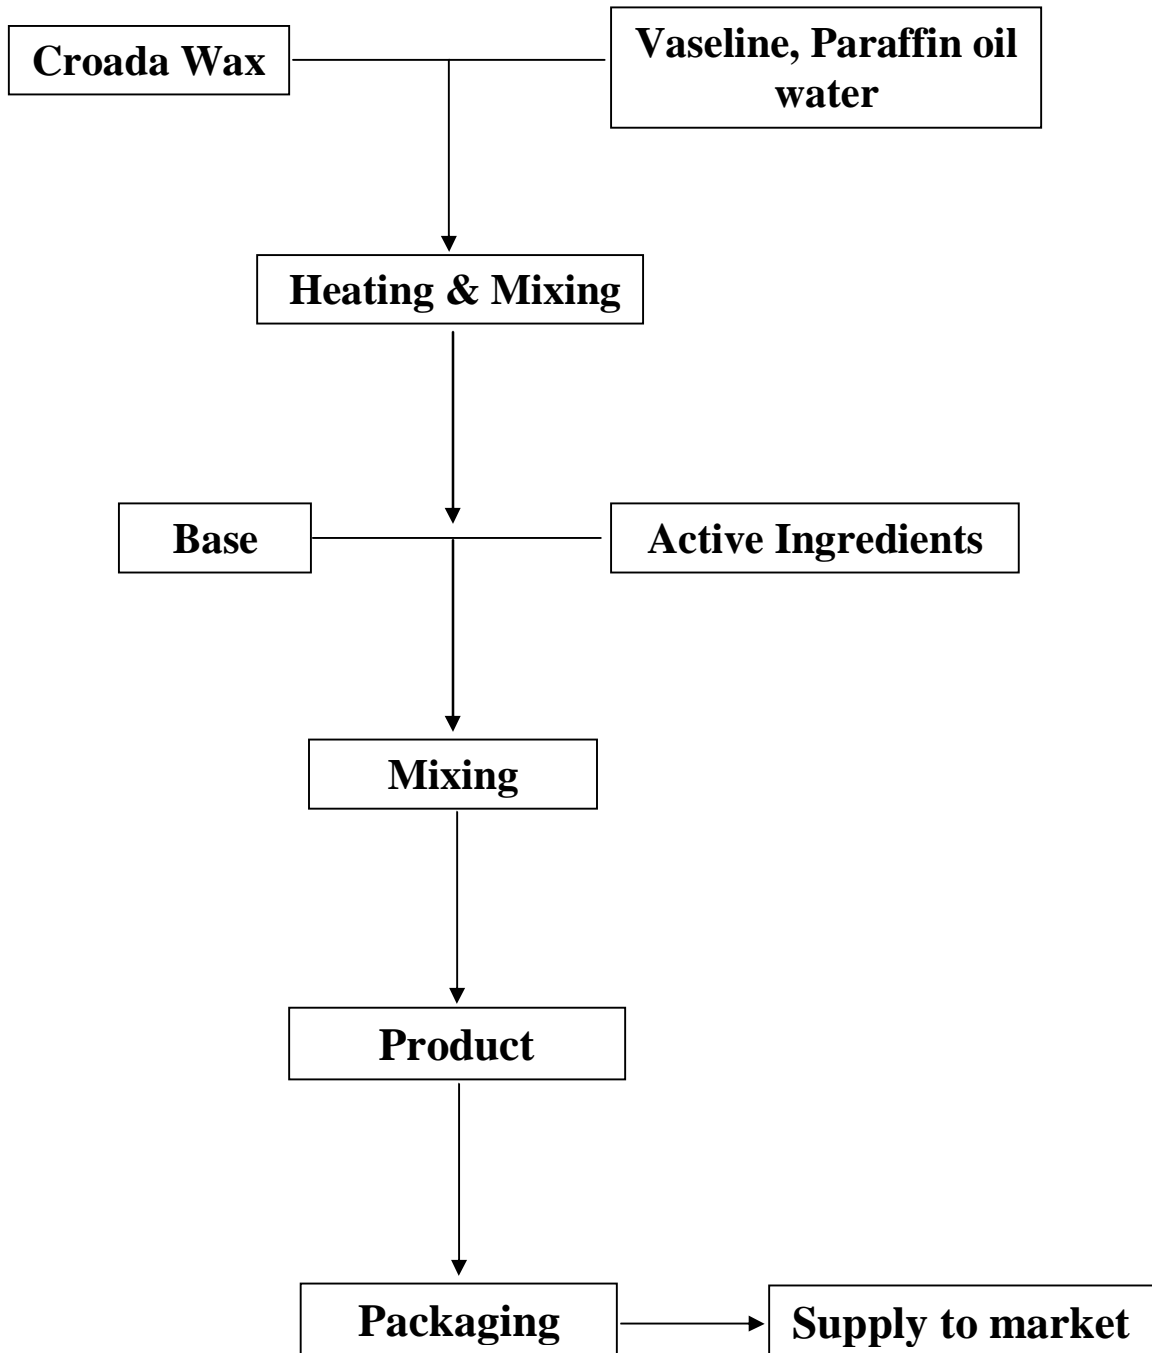 Croada Wax
Vaseline, Paraffin oil
water
Heating & Mixing
Base
Active Ingredients
Mixing
Product
Packaging
Supply to market